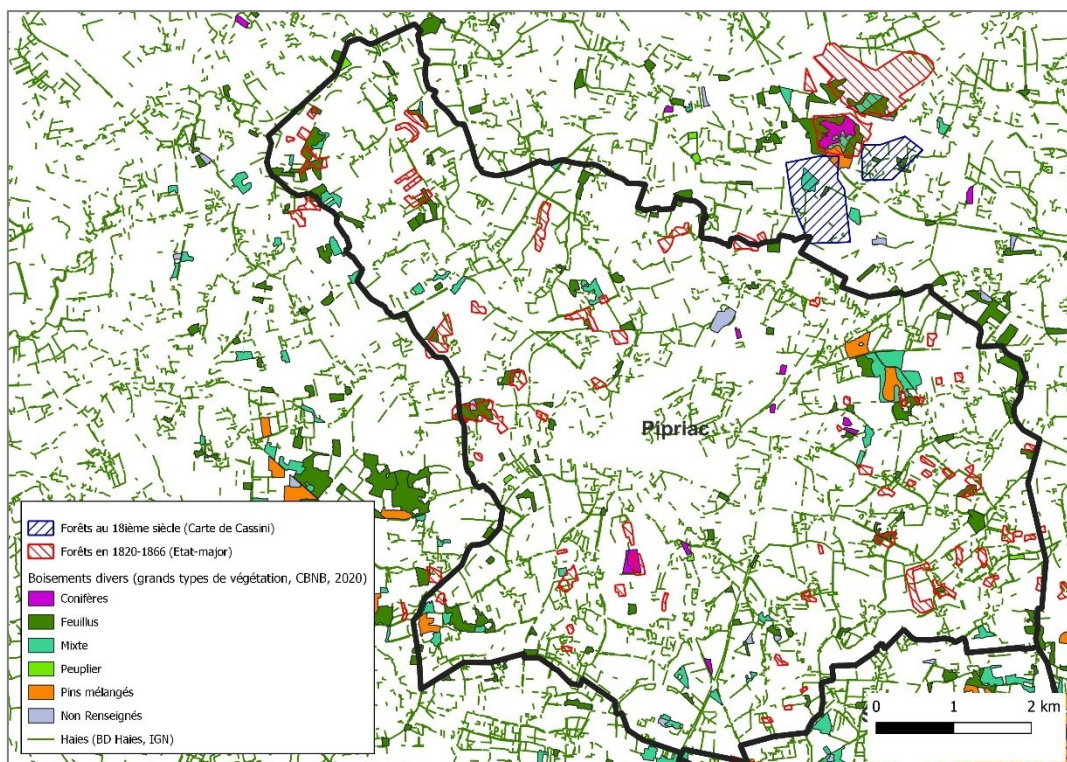 Pipriac
Forêts au 18ième siècle (Carte de Cassini)
Forêts en 1820-1866 (Etat-major)
Boisements divers (grands types de végétation, CBNB, 2020)
Conifères
Feuillus
Mixte
Peuplier
Pins mélangés
Non Renseignés
Haies (BD Haies, IGN)
0 1 2 km